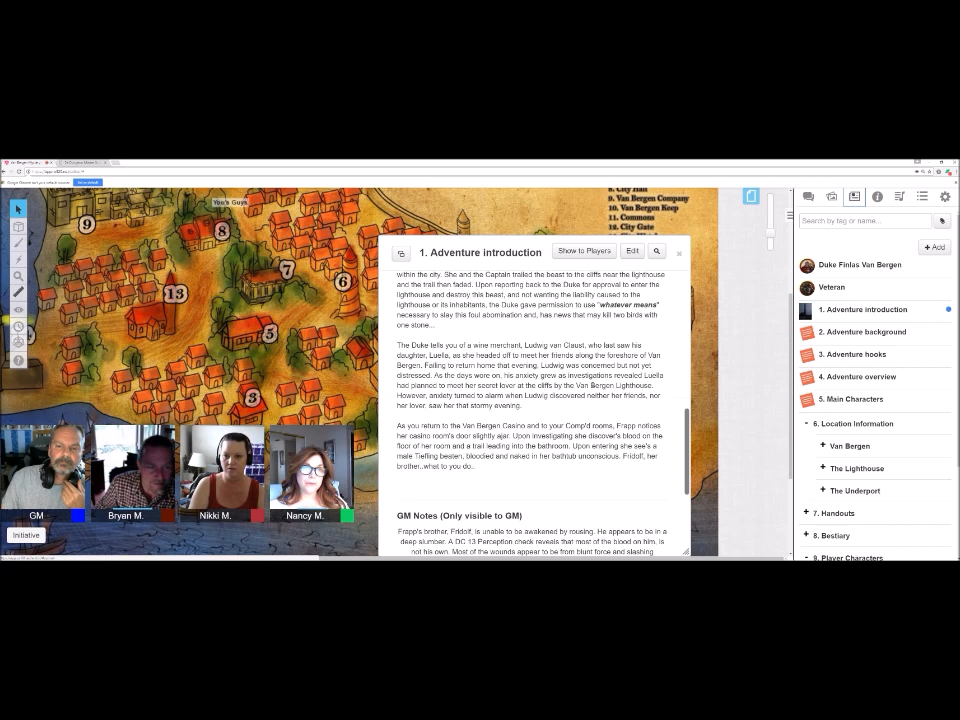 You's Guys
8. City Hall
9. Van Bergen Company
10. Van Bergen Keep
11. Commons
12. City Gate
9
8
7
6
13
5
3
1. Adventure introduction
Show to Players
Edit
within the city. She and the Captain trailed the beast to the cliffs near the lighthouse
and the trail then faded. Upon reporting back to the Duke for approval to enter the
lighthouse and destroy this beast, and not wanting the liability caused to the
lighthouse or its inhabitants, the Duke gave permission to use "whatever means"
necessary to slay this foul abomination and, has news that may kill two birds with
one stone...
The Duke tells you of a wine merchant, Ludwig van Claust, who last saw his
daughter, Luella, as she headed off to meet her friends along the foreshore of Van
Bergen. Failing to return home that evening, Ludwig was concerned but not yet
distressed. As the days wore on, his anxiety grew as investigations revealed Luella
had planned to meet her secret lover at the cliffs by the Van Bergen Lighthouse.
However, anxiety turned to alarm when Ludwig discovered neither her friends, nor
her lover, saw her that stormy evening.
As you return to the Van Bergen Casino and to your Comp'd rooms, Frapp notices
her casino room's door slightly ajar. Upon investigating she discover's blood on the
floor of her room and a trail leading into the bathroom. Upon entering she see's a
male Tiefling beaten, bloodied and naked in her bathtub unconscious. Fridolf, her
brother..what to you do..
GM Notes (Only visible to GM)
Frapp's brother, Fridolf, is unable to be awakened by rousing. He appears to be in a
deep slumber. A DC 13 Perception check reveals that most of the blood on him, is
not his own. Most of the wounds appear to be from blunt force and slashing
GM
Bryan M.
Nikki M.
Nancy M.
Initiative
Search by tag or name...
+ Add
Duke Finlas Van Bergen
Veteran
1. Adventure introduction
2. Adventure background
3. Adventure hooks
4. Adventure overview
5. Main Characters
- 6. Location Information
+ Van Bergen
+ The Lighthouse
+ The Underport
+ 7. Handouts
+ 8. Bestiary
- 9. Player Characters